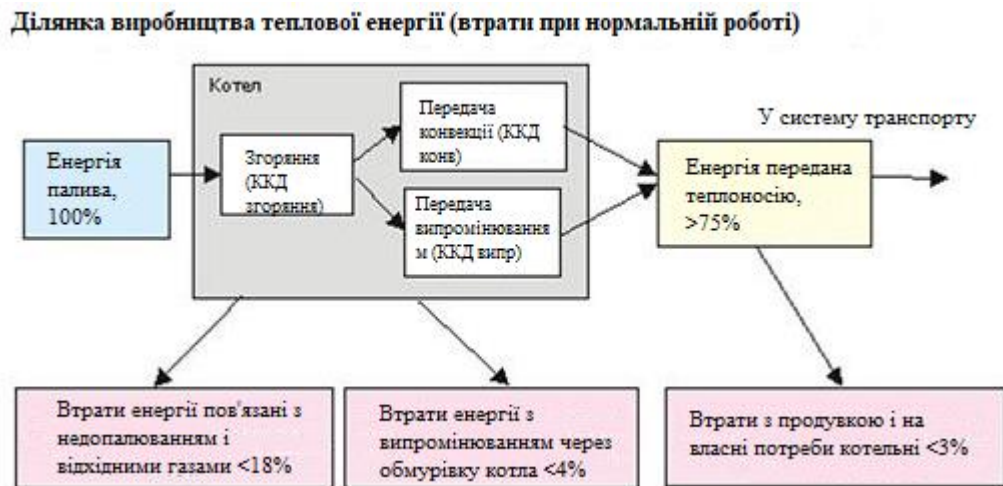 Ділянка виробництва теплової енергії (втрати при нормальній роботі)
Котел
Енергія
палива,
100%
Згоряння
(ККД
згоряння)
Передача
конвекції (ККД
конв)
Передача
випромінювання
м (ККД випр)
У систему транспорту
Енергія передана
теплоносію,
>75%
Втрати енергії пов'язані з
недопалюванням і
відхідними газами <18%
Втрати енергії з
випромінюванням через
обмурівку котла <4%
Втрати з продувкою і на
власні потреби котельні <3%